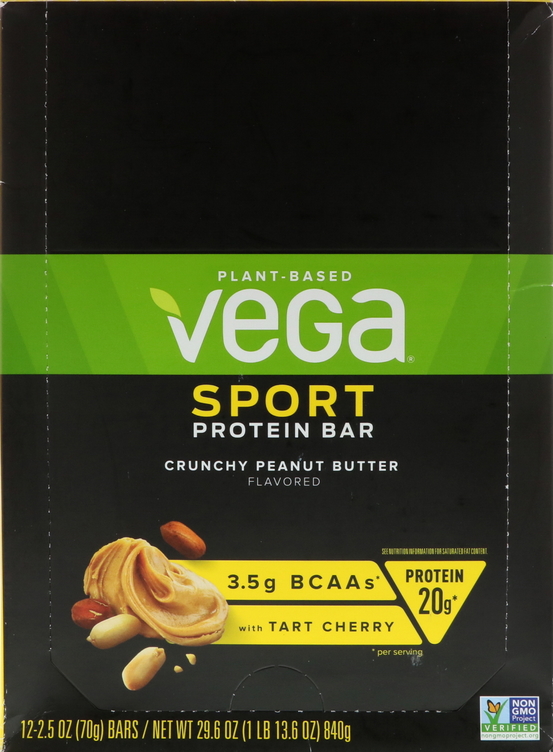 PLANT-BASED
vega®
SPORT
PROTEIN BAR
CRUNCHY PEANUT BUTTER
FLAVORED
SEE NUTRITION INFORMATION FOR SATURATED FAT CONTENT.
3.5g BCAAs*
PROTEIN
20g*
with TART CHERRY
* per serving
12-2.5 OZ (70g) BARS / NET WT 29.6 OZ (1 LB 13.6 OZ) 840g
NON
GMO
Project
VERIFIED
nongmoproject.org